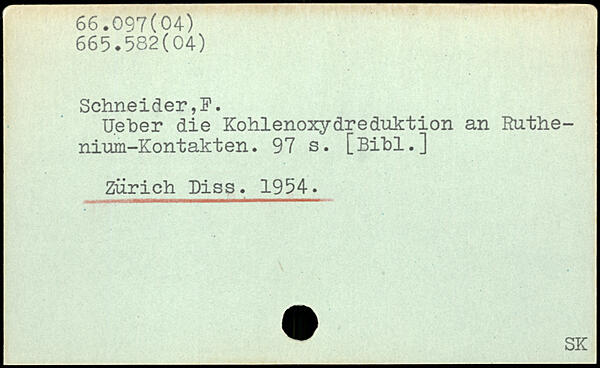 66.097(04)
665.582(04)
Schneider,F.
Ueber die Kohlenoxydreduktion an Ruthe-
nium-Kontakten. 97 s. [Bibl.]
Zürich Diss. 1954.
SK